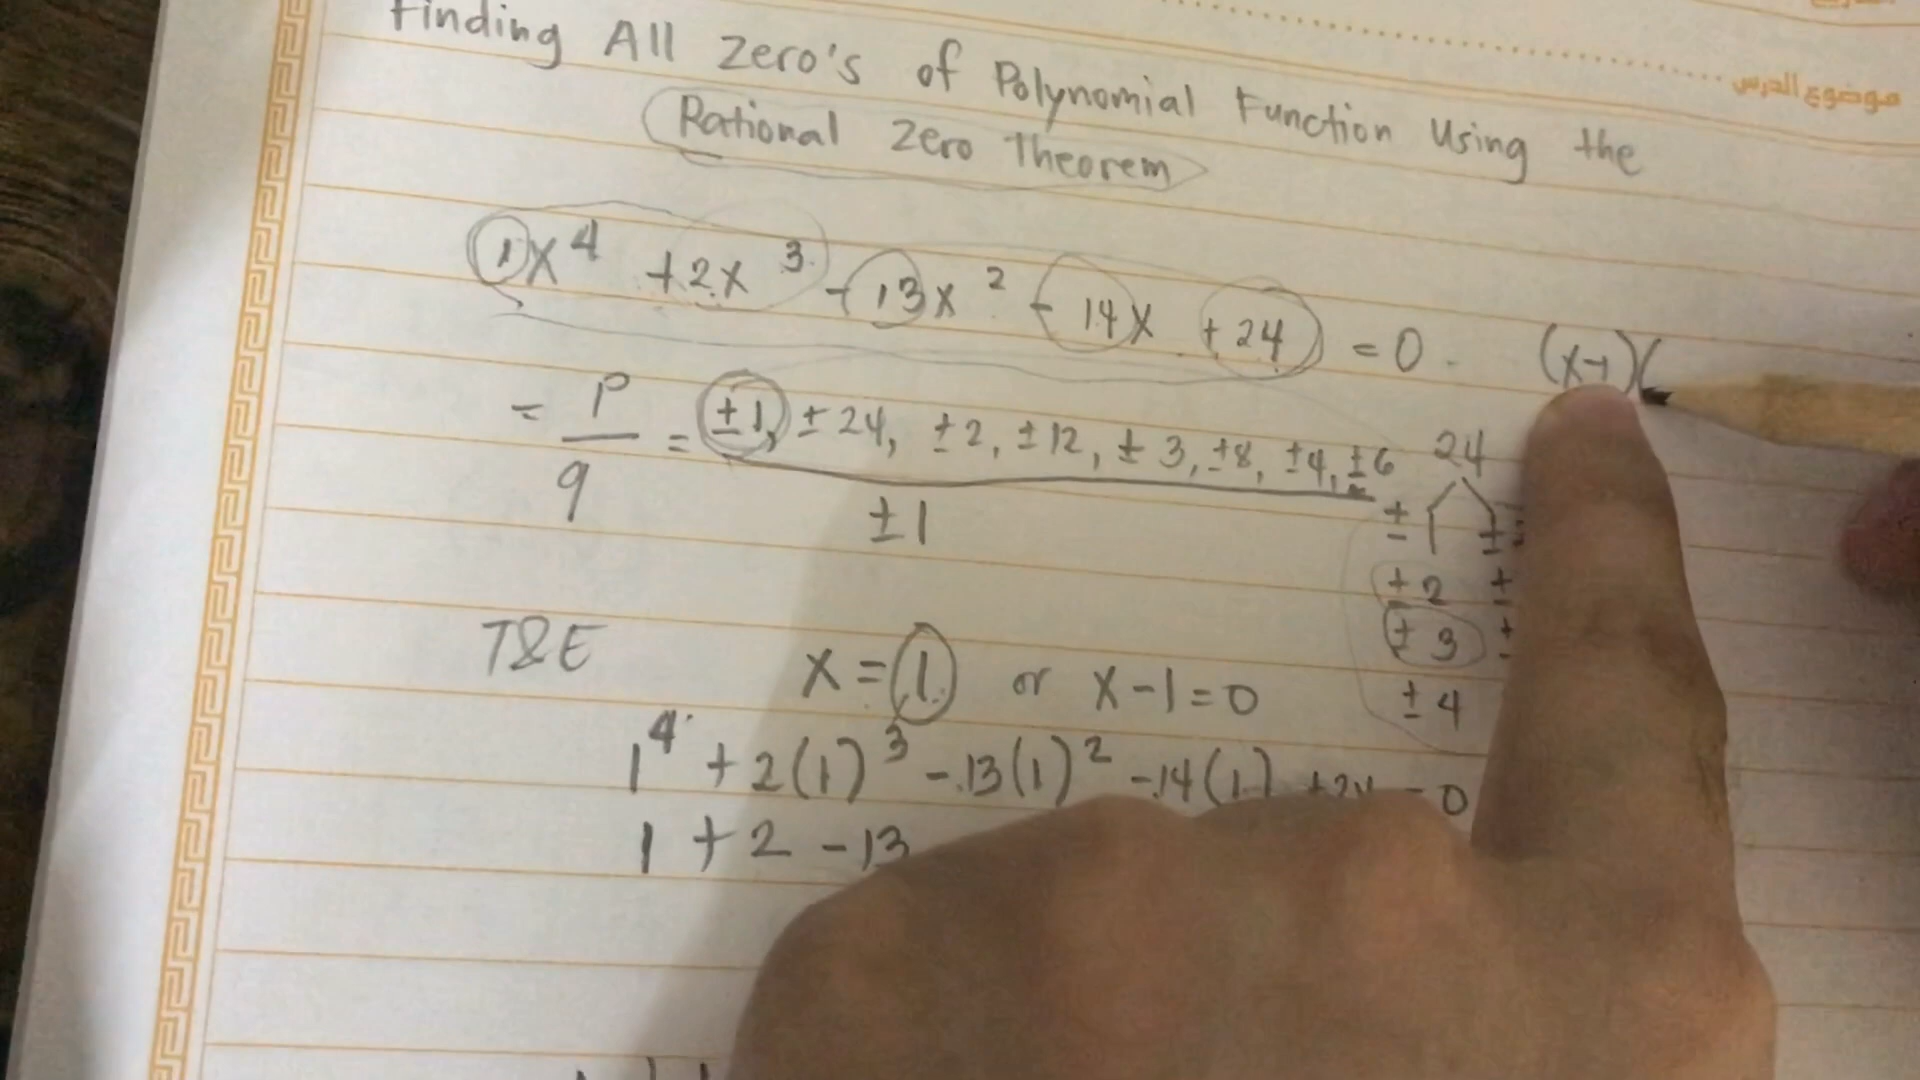 موضوع الدرس
Finding All Zero's of Polynomial Function Using the
Rational Zero Theorem
1x⁴ +2x³ -13x² - 14x +24 = 0 . (x-1)(
= P/q = ±1, ±24, ±2, ±12, ±3, ±8, ±4, ±6 / ±1
24
±1 ±
±2 ±
±3 ±
±4
T&E x = 1 or x-1=0
1⁴ +2(1)³ -13(1)² -14(1) +24 = 0
1 +2 -13